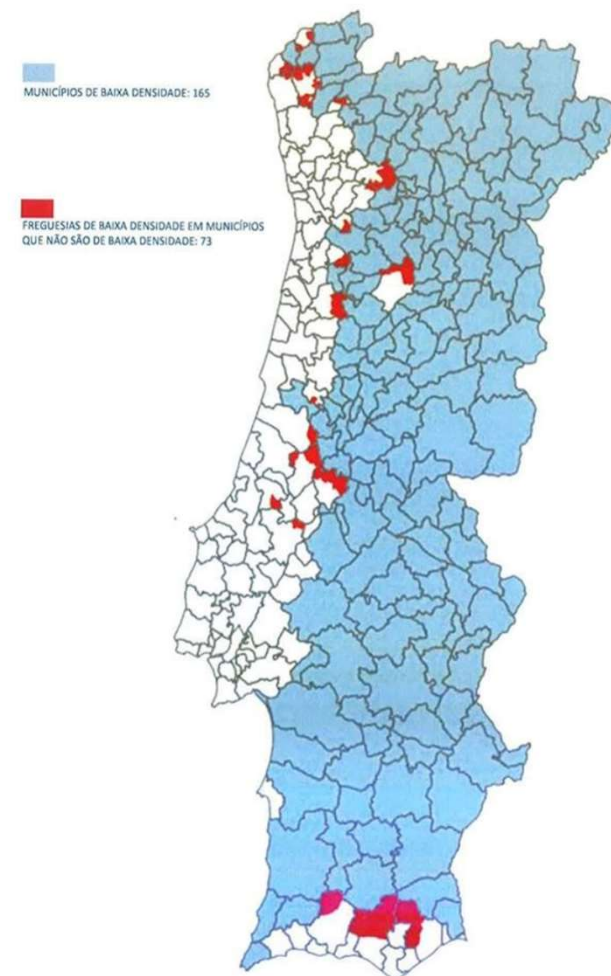 MUNICÍPIOS DE BAIXA DENSIDADE: 165
FREGUESIAS DE BAIXA DENSIDADE EM MUNICÍPIOS
QUE NÃO SÃO DE BAIXA DENSIDADE: 73